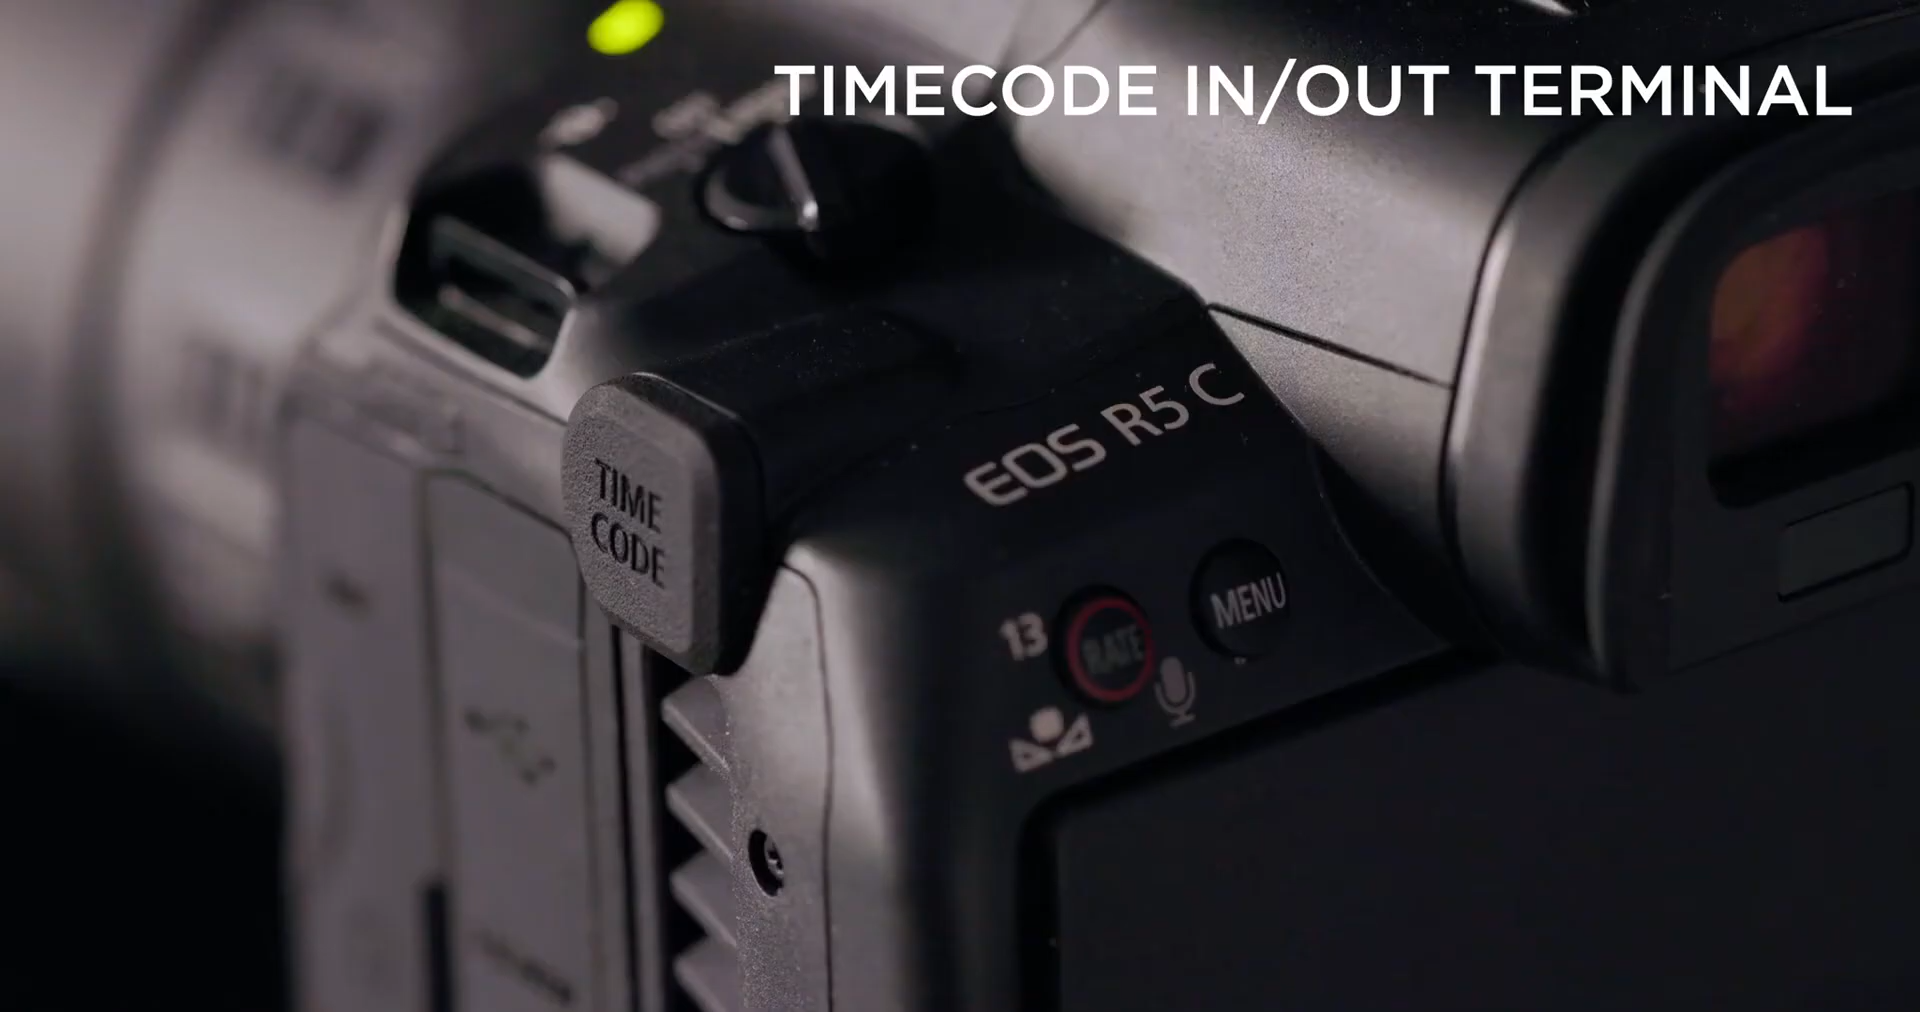 TIMECODE IN/OUT TERMINAL
EOS R5 C
TIME
CODE
MENU
13
RATE